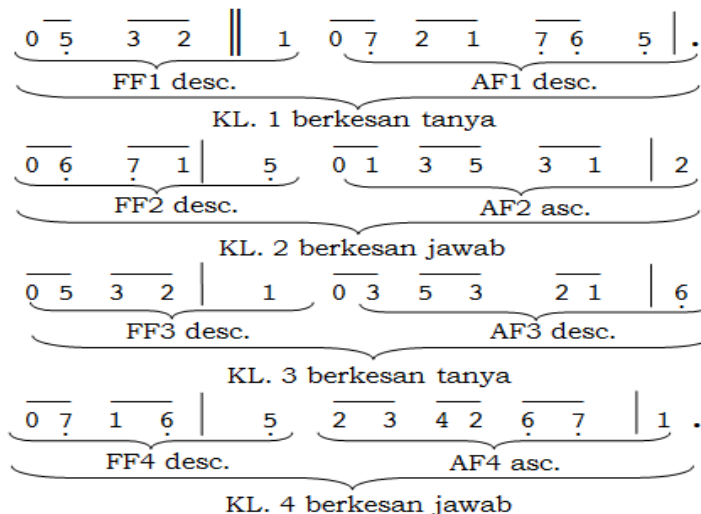 0 5̣ 3 2 ‖ 1 0 7̣ 2 1 7̣ 6̣ 5̣ | .
FF1 desc. AF1 desc.
KL. 1 berkesan tanya
0 6̣ 7̣ 1 | 5̣ 0 1 3 5 3 1 | 2
FF2 desc. AF2 asc.
KL. 2 berkesan jawab
0 5 3 2 | 1 0 3 5 3 2 1 | 6̣
FF3 desc. AF3 desc.
KL. 3 berkesan tanya
0 7̣ 1 6̣ | 5̣ 2 3 4 2 6̣ 7̣ | 1 .
FF4 desc. AF4 asc.
KL. 4 berkesan jawab